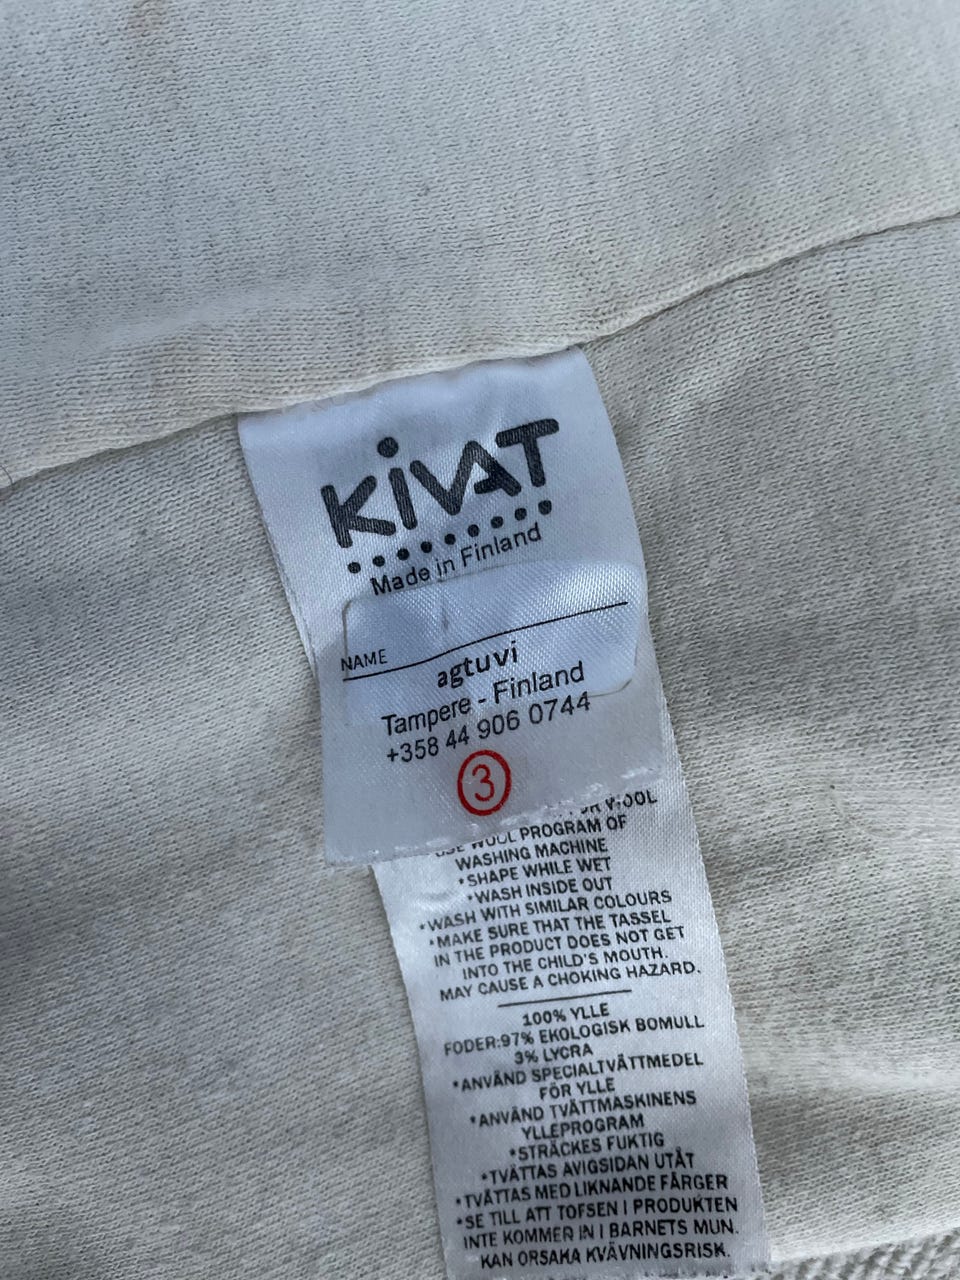 KiVAT
Made in Finland
NAME
agtuvi
Tampere - Finland
+358 44 906 0744
3
WOOL
USE WOOL PROGRAM OF
WASHING MACHINE
•SHAPE WHILE WET
•WASH INSIDE OUT
•WASH WITH SIMILAR COLOURS
•MAKE SURE THAT THE TASSEL
IN THE PRODUCT DOES NOT GET
INTO THE CHILD'S MOUTH.
MAY CAUSE A CHOKING HAZARD.
100% YLLE
FODER:97% EKOLOGISK BOMULL
3% LYCRA
•ANVÄND SPECIALTVÄTTMEDEL
FÖR YLLE
•ANVÄND TVÄTTMASKINENS
YLLEPROGRAM
•STRÄCKES FUKTIG
•TVÄTTAS AVIGSIDAN UTÅT
•TVÄTTAS MED LIKNANDE FÄRGER
•SE TILL ATT TOFSEN I PRODUKTEN
INTE KOMMER IN I BARNETS MUN.
KAN ORSAKA KVÄVNINGSRISK.